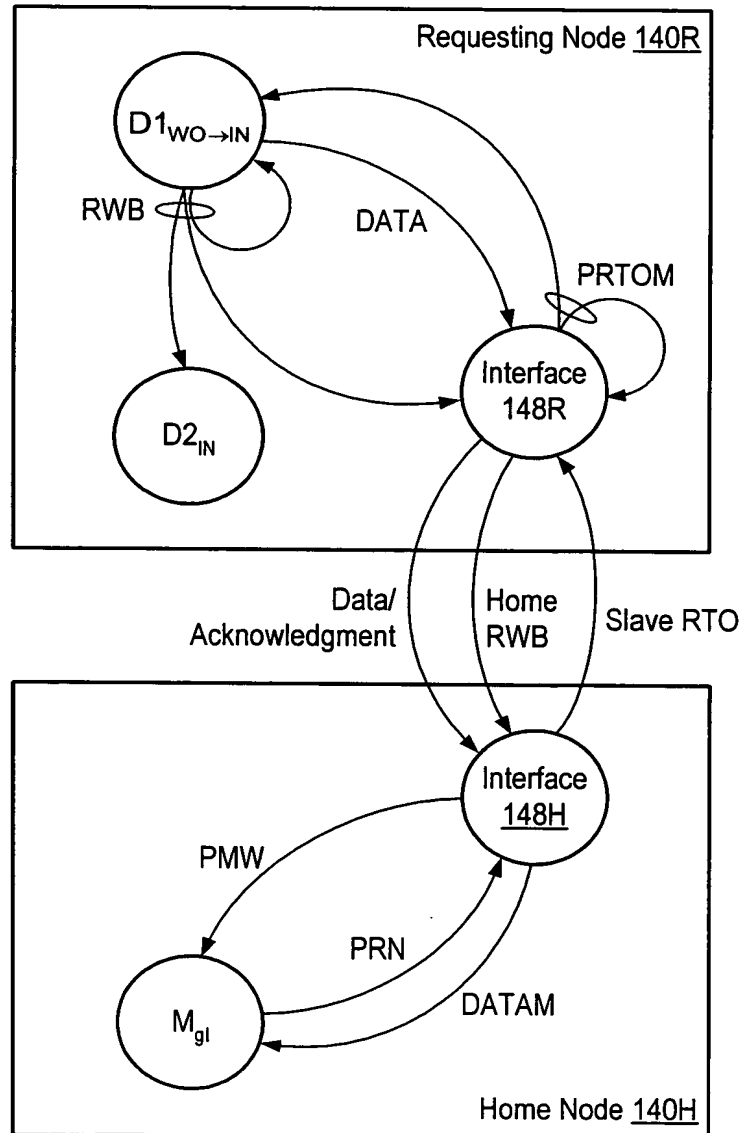 Requesting Node 140R
D1WO→IN
RWB
DATA
PRTOM
Interface
148R
D2IN
Data/
Acknowledgment
Home
RWB
Slave RTO
Interface
148H
PMW
PRN
DATAM
Mgl
Home Node 140H